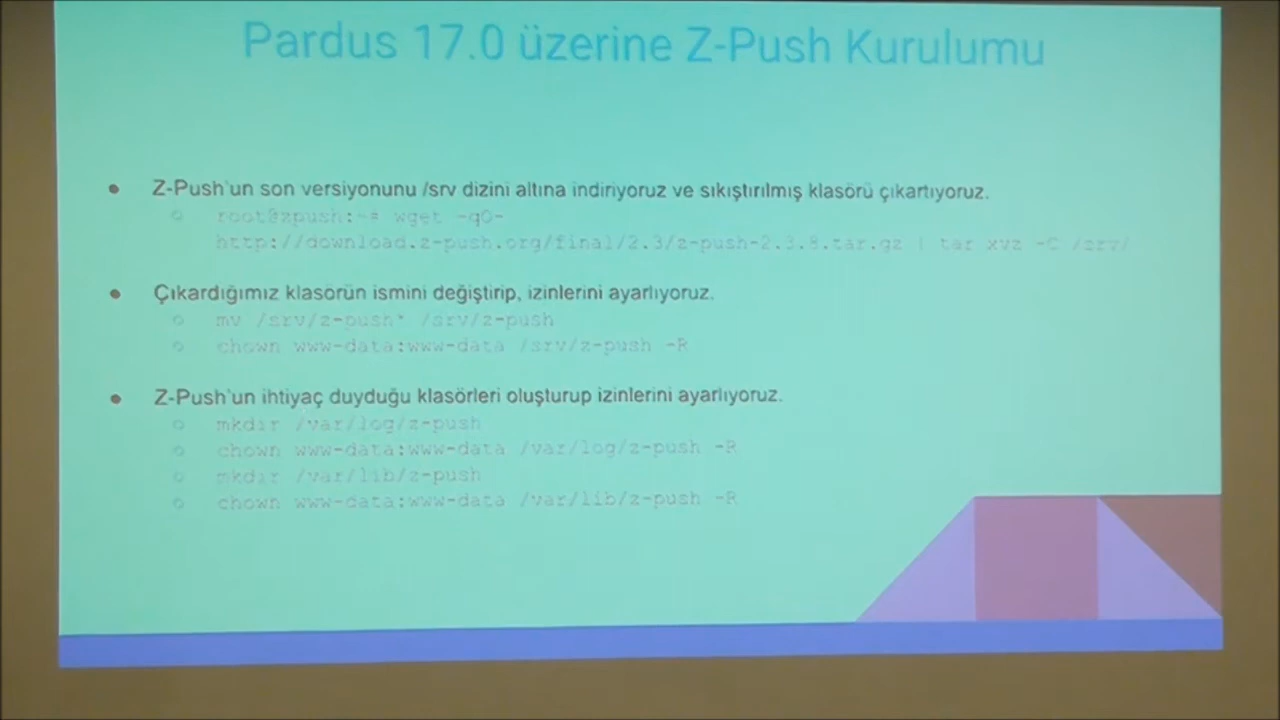 Pardus 17.0 üzerine Z-Push Kurulumu
Z-Push'un son versiyonunu /srv dizini altına indiriyoruz ve sıkıştırılmış klasörü çıkartıyoruz.
root@zpush:~# wget -qO-
http://download.z-push.org/final/2.3/z-push-2.3.8.tar.gz | tar xvz -C /srv/
Çıkardığımız klasörün ismini değiştirip, izinlerini ayarlıyoruz.
mv /srv/z-push* /srv/z-push
chown www-data:www-data /srv/z-push -R
Z-Push'un ihtiyaç duyduğu klasörleri oluşturup izinlerini ayarlıyoruz.
mkdir /var/log/z-push
chown www-data:www-data /var/log/z-push -R
mkdir /var/lib/z-push
chown www-data:www-data /var/lib/z-push -R